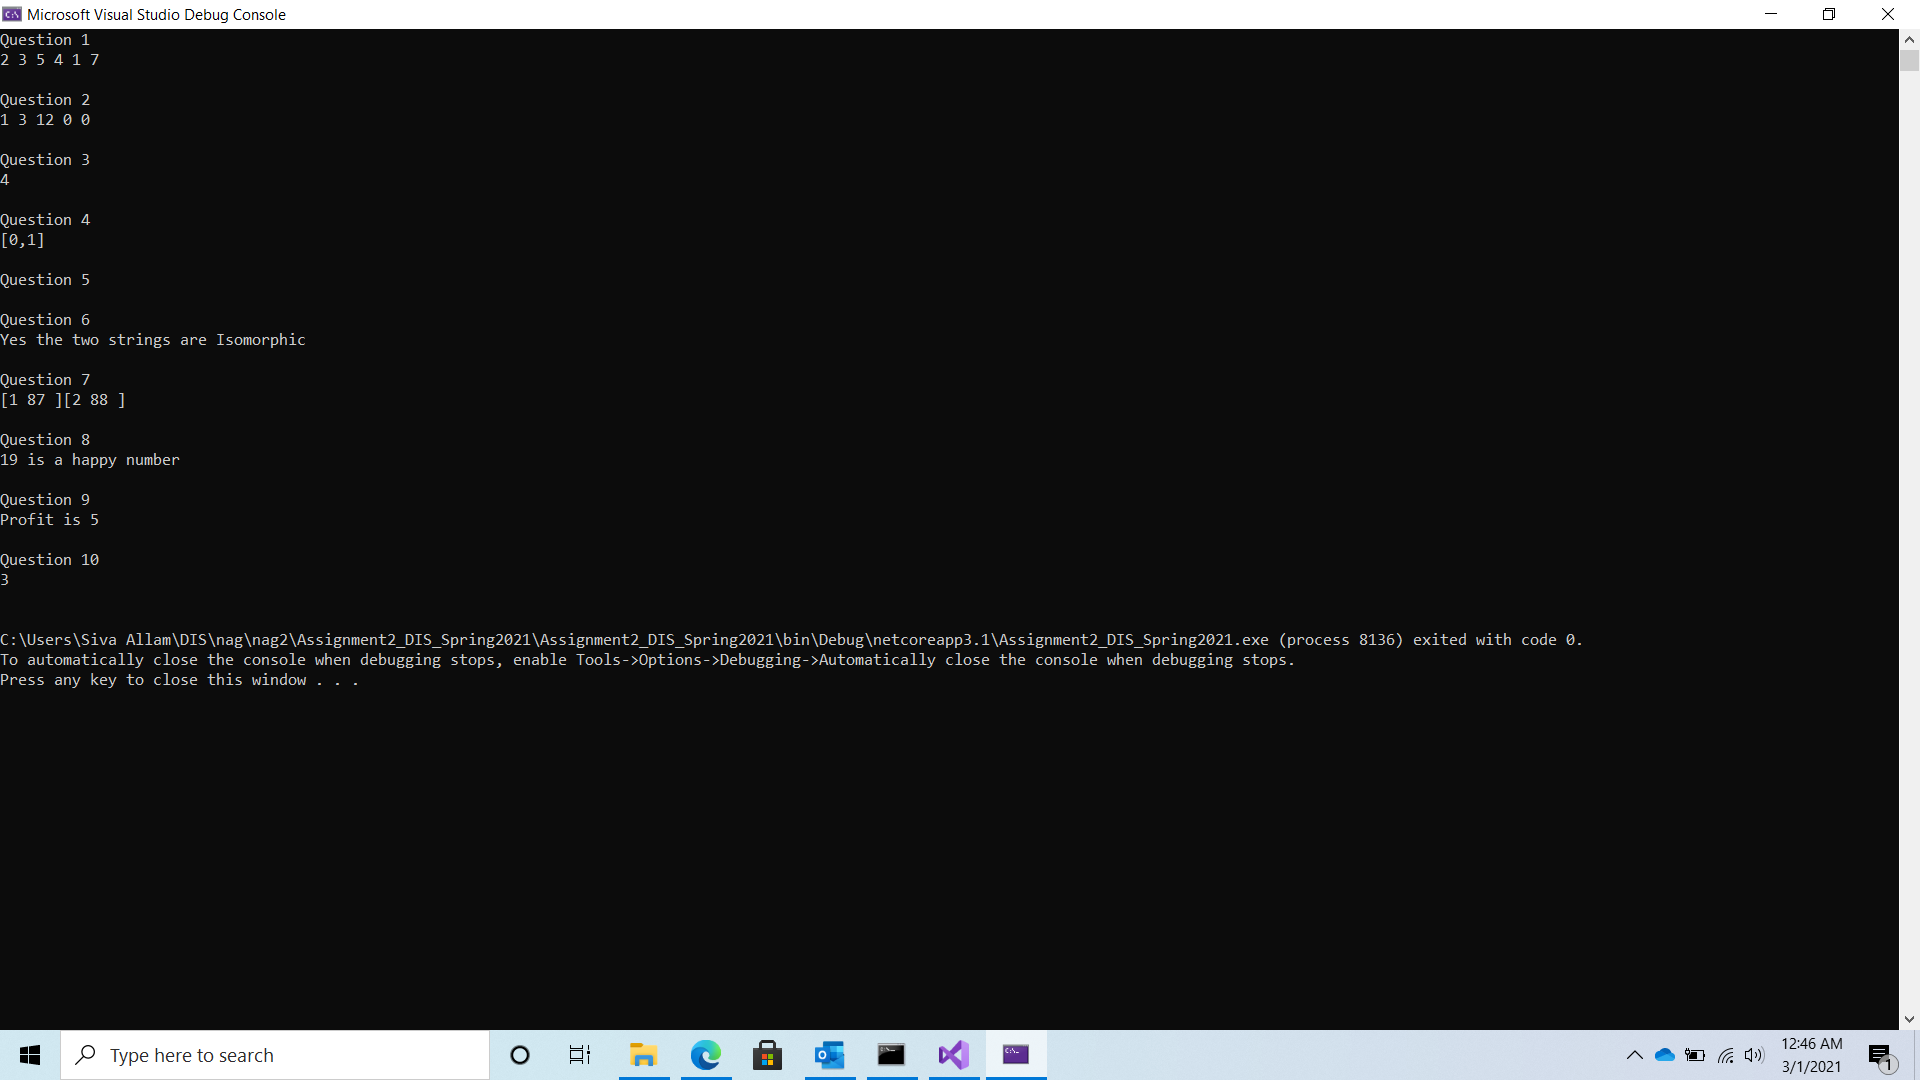 Microsoft Visual Studio Debug Console
Question 1
2 3 5 4 1 7
Question 2
1 3 12 0 0
Question 3
4
Question 4
[0,1]
Question 5
Question 6
Yes the two strings are Isomorphic
Question 7
[1 87 ][2 88 ]
Question 8
19 is a happy number
Question 9
Profit is 5
Question 10
3
C:\Users\Siva Allam\DIS\nag\nag2\Assignment2_DIS_Spring2021\Assignment2_DIS_Spring2021\bin\Debug\netcoreapp3.1\Assignment2_DIS_Spring2021.exe (process 8136) exited with code 0.
To automatically close the console when debugging stops, enable Tools->Options->Debugging->Automatically close the console when debugging stops.
Press any key to close this window . . .
Type here to search
12:46 AM
3/1/2021
1